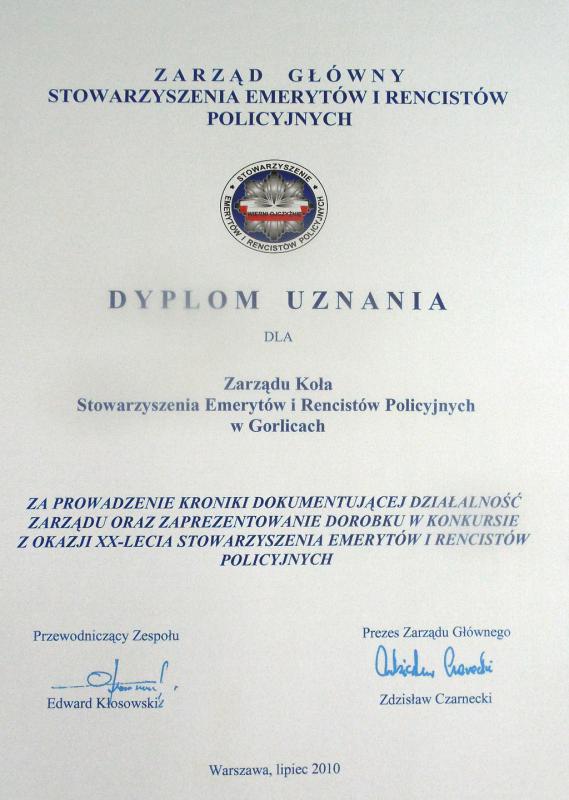 ZARZĄD GŁÓWNY
STOWARZYSZENIA EMERYTÓW I RENCISTÓW
POLICYJNYCH
STOWARZYSZENIE
EMERYTÓW I RENCISTÓW POLICYJNYCH
WIERNI OJCZYŹNIE
DYPLOM UZNANIA
DLA
Zarządu Koła
Stowarzyszenia Emerytów i Rencistów Policyjnych
w Gorlicach
ZA PROWADZENIE KRONIKI DOKUMENTUJĄCEJ DZIAŁALNOŚĆ
ZARZĄDU ORAZ ZAPREZENTOWANIE DOROBKU W KONKURSIE
Z OKAZJI XX-LECIA STOWARZYSZENIA EMERYTÓW I RENCISTÓW
POLICYJNYCH
Przewodniczący Zespołu
Edward Kłosowski
Prezes Zarządu Głównego
Zdzisław Czarnecki
Warszawa, lipiec 2010